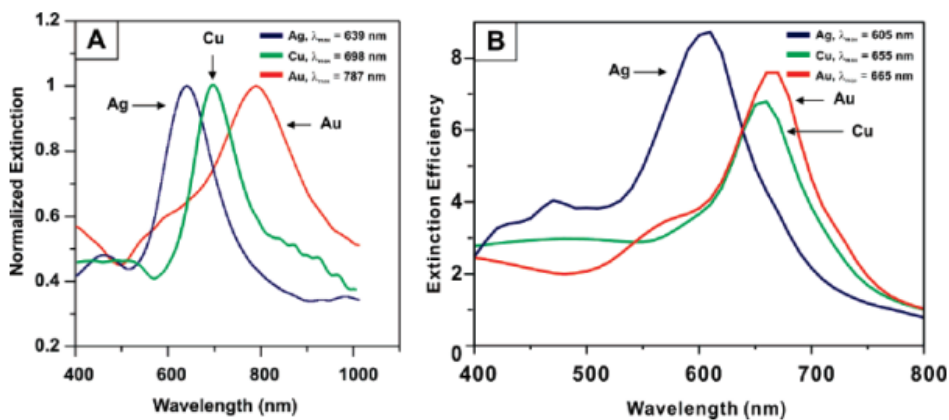 A
Ag, λmax = 639 nm
Cu, λmax = 698 nm
Au, λmax = 787 nm
Cu
Ag
Au
Normalized Extinction
1.2
1
0.8
0.6
0.4
0.2
400 600 800 1000
Wavelength (nm)
B
Ag, λmax = 605 nm
Cu, λmax = 655 nm
Au, λmax = 665 nm
Ag
Au
Cu
Extinction Efficiency
8
6
4
2
0
400 500 600 700 800
Wavelength (nm)